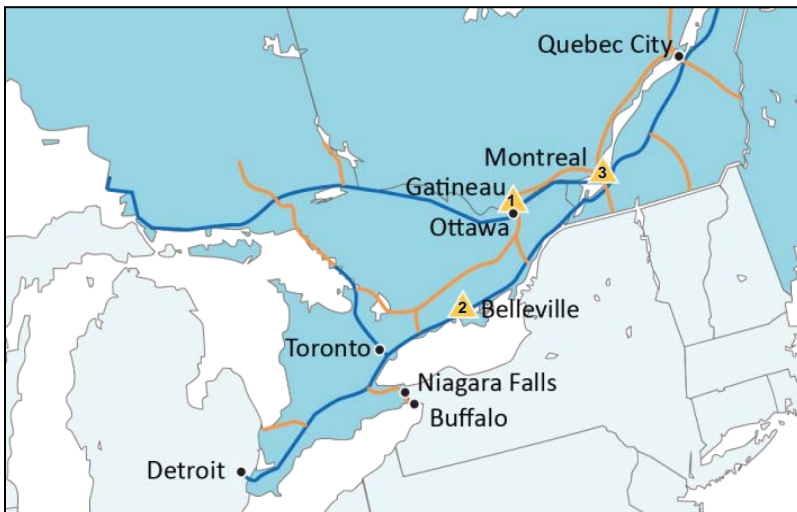 Quebec City
Montreal
3
Gatineau
1
Ottawa
2
Belleville
Toronto
Niagara Falls
Buffalo
Detroit